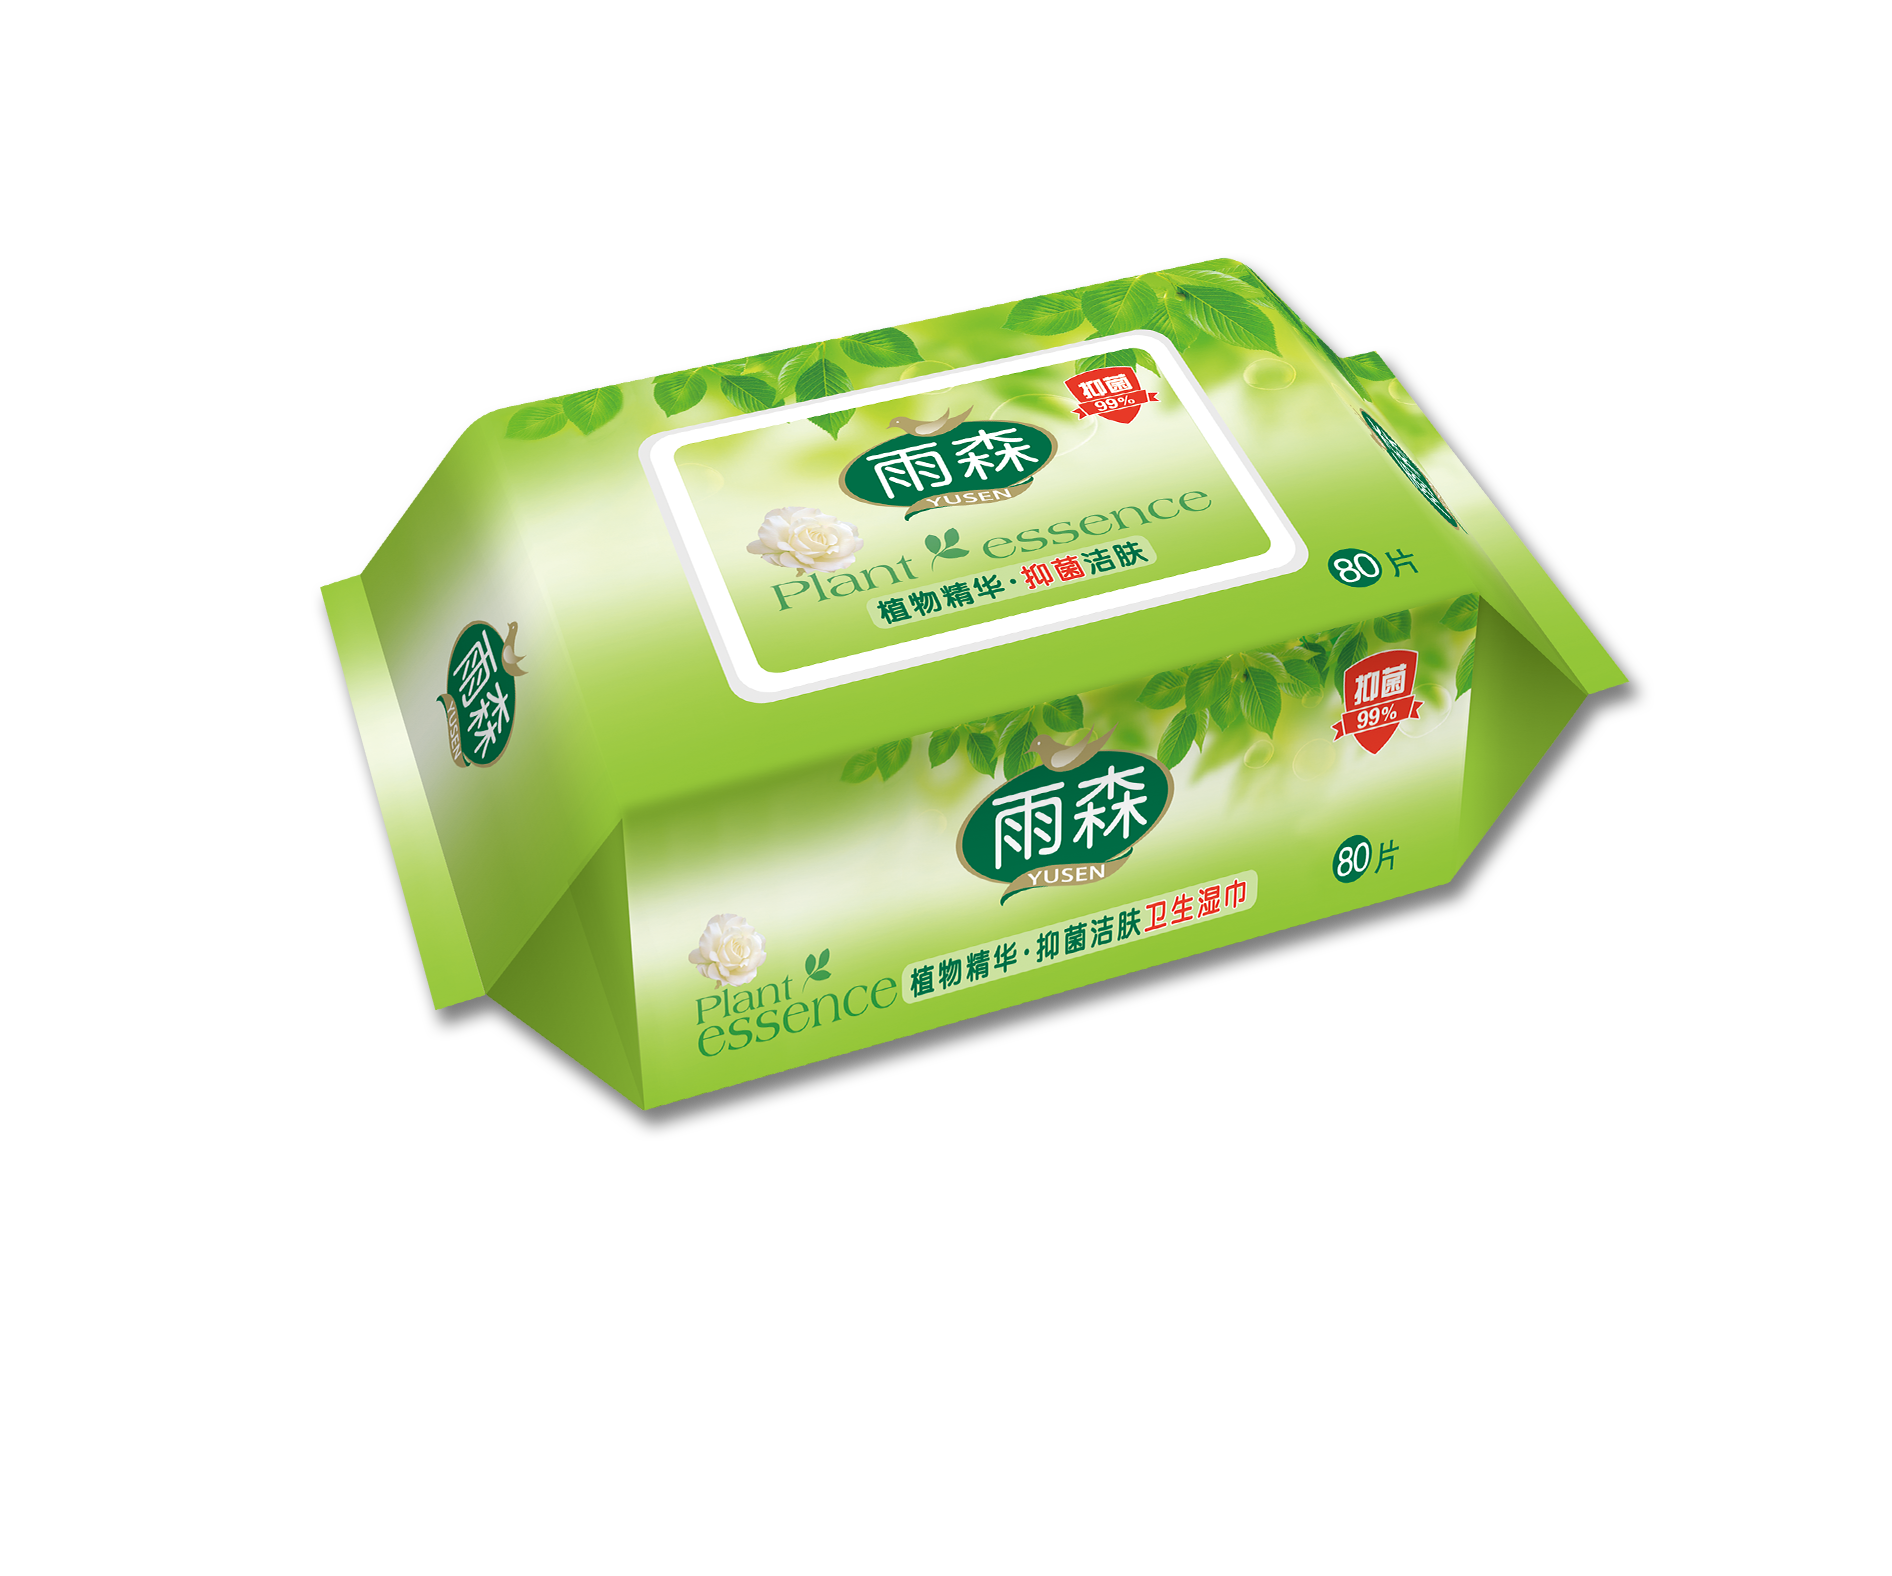 抑菌
99%
雨森
YUSEN
Plant essence
植物精华·抑菌洁肤
80片
雨森
YUSEN
抑菌
99%
雨森
YUSEN
80片
Plant
essence
植物精华·抑菌洁肤卫生湿巾